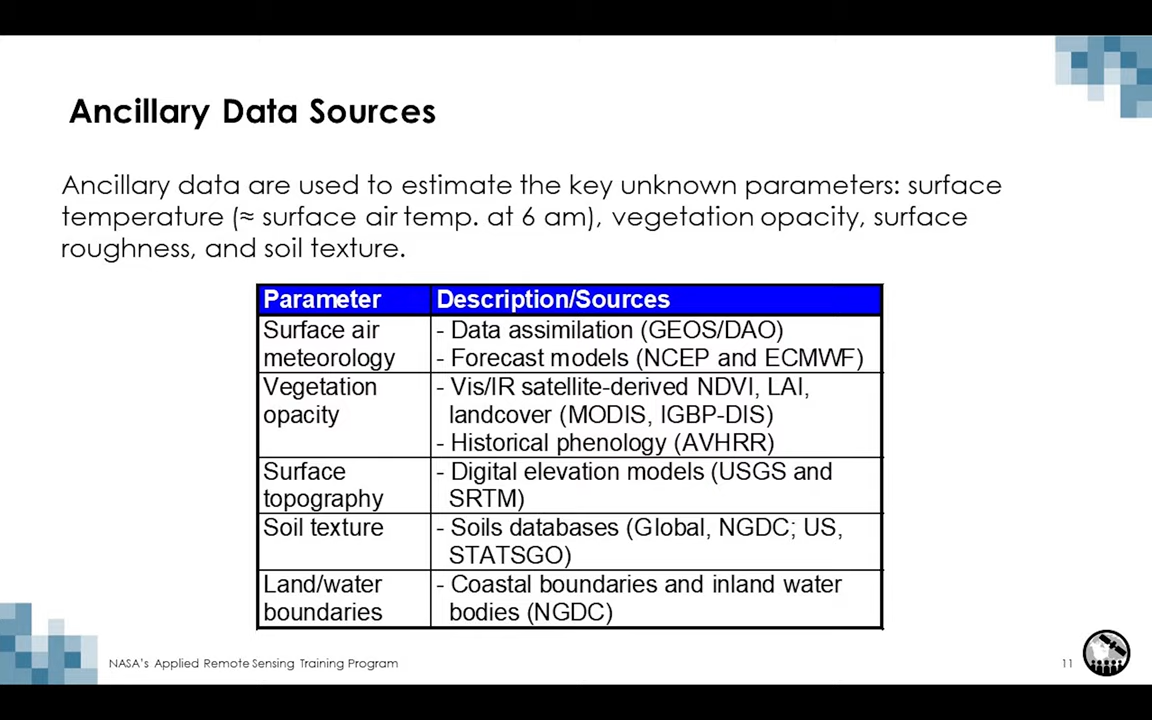 Ancillary Data Sources
Ancillary data are used to estimate the key unknown parameters: surface
temperature (≈ surface air temp. at 6 am), vegetation opacity, surface
roughness, and soil texture.
Parameter Description/Sources
Surface air - Data assimilation (GEOS/DAO)
meteorology - Forecast models (NCEP and ECMWF)
Vegetation - Vis/IR satellite-derived NDVI, LAI,
opacity landcover (MODIS, IGBP-DIS)
- Historical phenology (AVHRR)
Surface - Digital elevation models (USGS and
topography SRTM)
Soil texture - Soils databases (Global, NGDC; US,
STATSGO)
Land/water - Coastal boundaries and inland water
boundaries bodies (NGDC)
NASA's Applied Remote Sensing Training Program 11